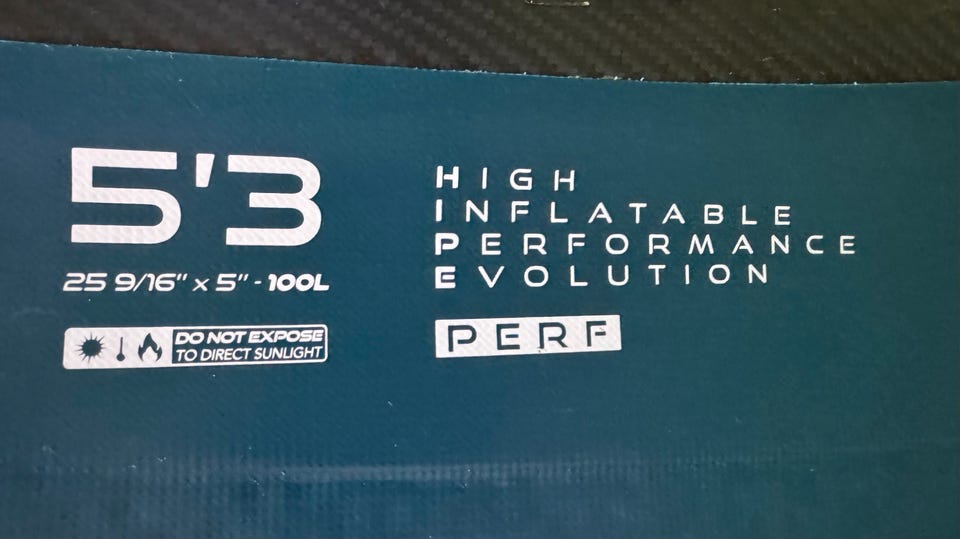 5'3
25 9/16" x 5" - 100L
DO NOT EXPOSE
TO DIRECT SUNLIGHT
HIGH
INFLATABLE
PERFORMANCE
EVOLUTION
PERF